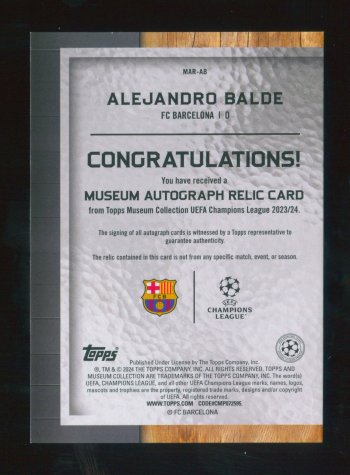 MAR-AB
ALEJANDRO BALDE
FC BARCELONA | D
CONGRATULATIONS!
You have received a
MUSEUM AUTOGRAPH RELIC CARD
from Topps Museum Collection UEFA Champions League 2023/24.
The signing of all autograph cards is witnessed by a Topps representative to
guarantee authenticity.
The relic contained in this card is not from any specific match, event, or season.
FCB
CHAMPIONS
LEAGUE
Topps
Published Under License by The Topps Company, Inc.
®, TM & © 2024 THE TOPPS COMPANY, INC. ALL RIGHTS RESERVED. TOPPS AND
MUSEUM COLLECTION ARE TRADEMARKS OF THE TOPPS COMPANY, INC. The word(s)
UEFA, CHAMPIONS LEAGUE, and all other UEFA Champions League marks, names, logos,
mascots and trophies are the property, registered trade marks, designs and/or copyright
of UEFA. All rights reserved.
WWW.TOPPS.COM CODE#CMP072595.
® FC BARCELONA